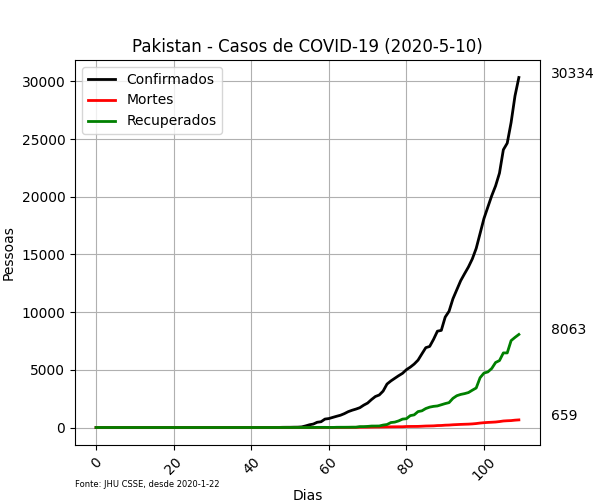 Pakistan - Casos de COVID-19 (2020-5-10)
Confirmados
Mortes
Recuperados
30334
8063
659
Pessoas
30000
25000
20000
15000
10000
5000
0
0
20
40
60
80
100
Fonte: JHU CSSE, desde 2020-1-22
Dias